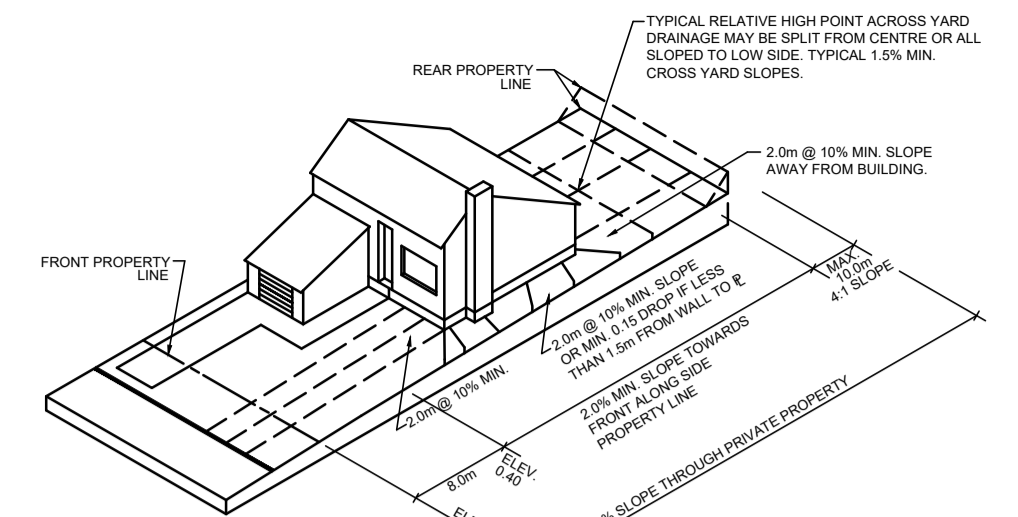 TYPICAL RELATIVE HIGH POINT ACROSS YARD
DRAINAGE MAY BE SPLIT FROM CENTRE OR ALL
SLOPED TO LOW SIDE. TYPICAL 1.5% MIN.
CROSS YARD SLOPES.
REAR PROPERTY
LINE
2.0m @ 10% MIN. SLOPE
AWAY FROM BUILDING.
FRONT PROPERTY
LINE
MAX.
10.0m
4:1 SLOPE
2.0m @ 10% MIN. SLOPE
OR MIN. 0.15 DROP IF LESS
THAN 1.5m FROM WALL TO ℄
2.0m @ 10% MIN.
2.0% MIN. SLOPE TOWARDS
FRONT ALONG SIDE
PROPERTY LINE
8.0m
ELEV.
0.40
% SLOPE THROUGH PRIVATE PROPERTY